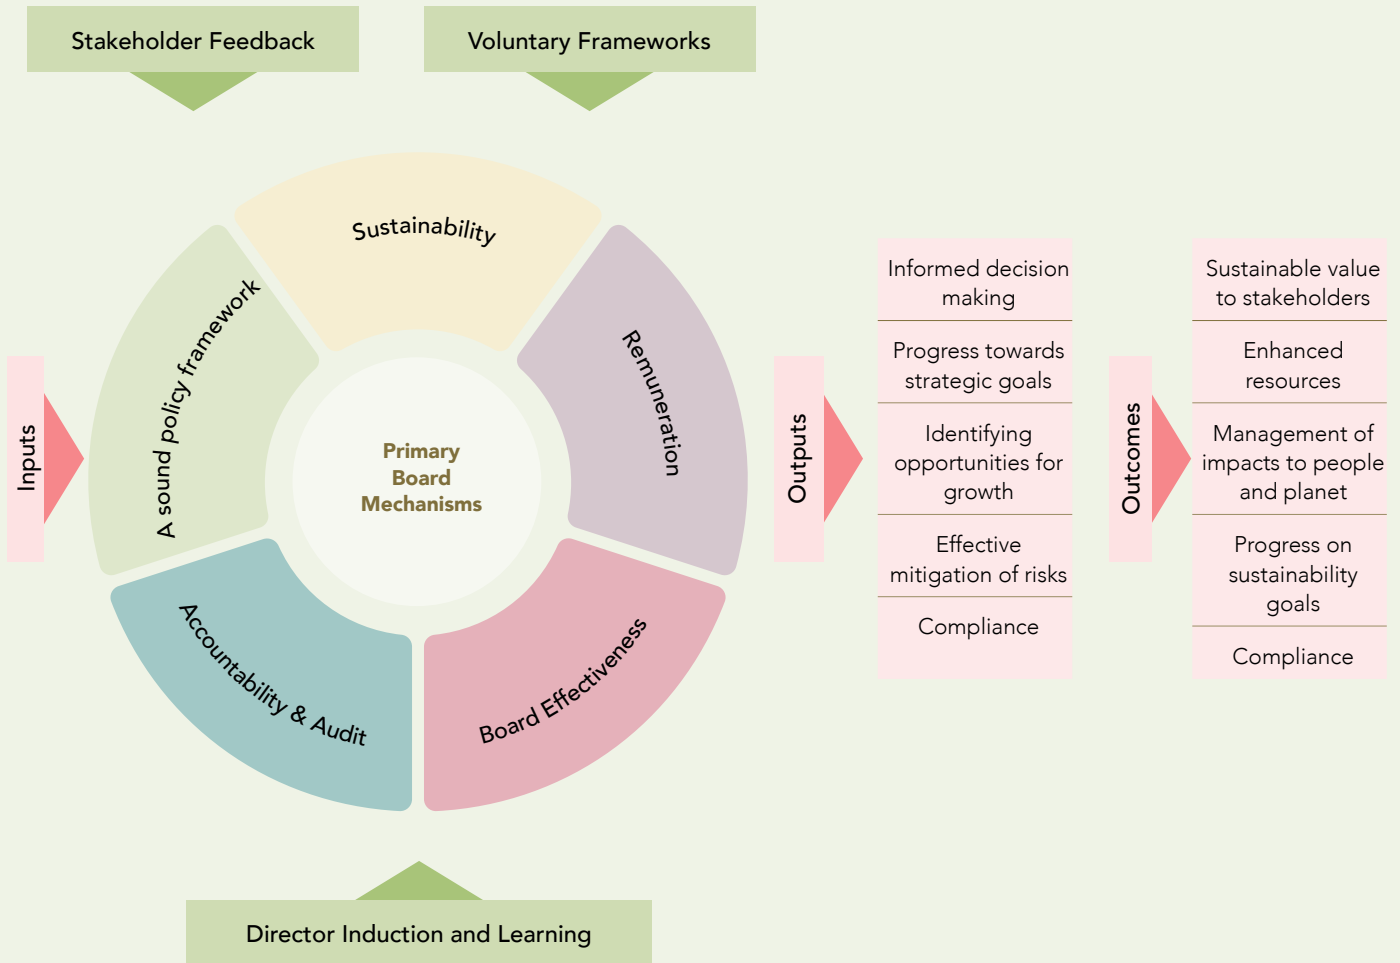 Stakeholder Feedback
Voluntary Frameworks
Sustainability
A sound policy framework
Remuneration
Primary
Board
Mechanisms
Accountability & Audit
Board Effectiveness
Inputs
Outputs
Informed decision
making
Progress towards
strategic goals
Identifying
opportunities for
growth
Effective
mitigation of risks
Compliance
Outcomes
Sustainable value
to stakeholders
Enhanced
resources
Management of
impacts to people
and planet
Progress on
sustainability
goals
Compliance
Director Induction and Learning